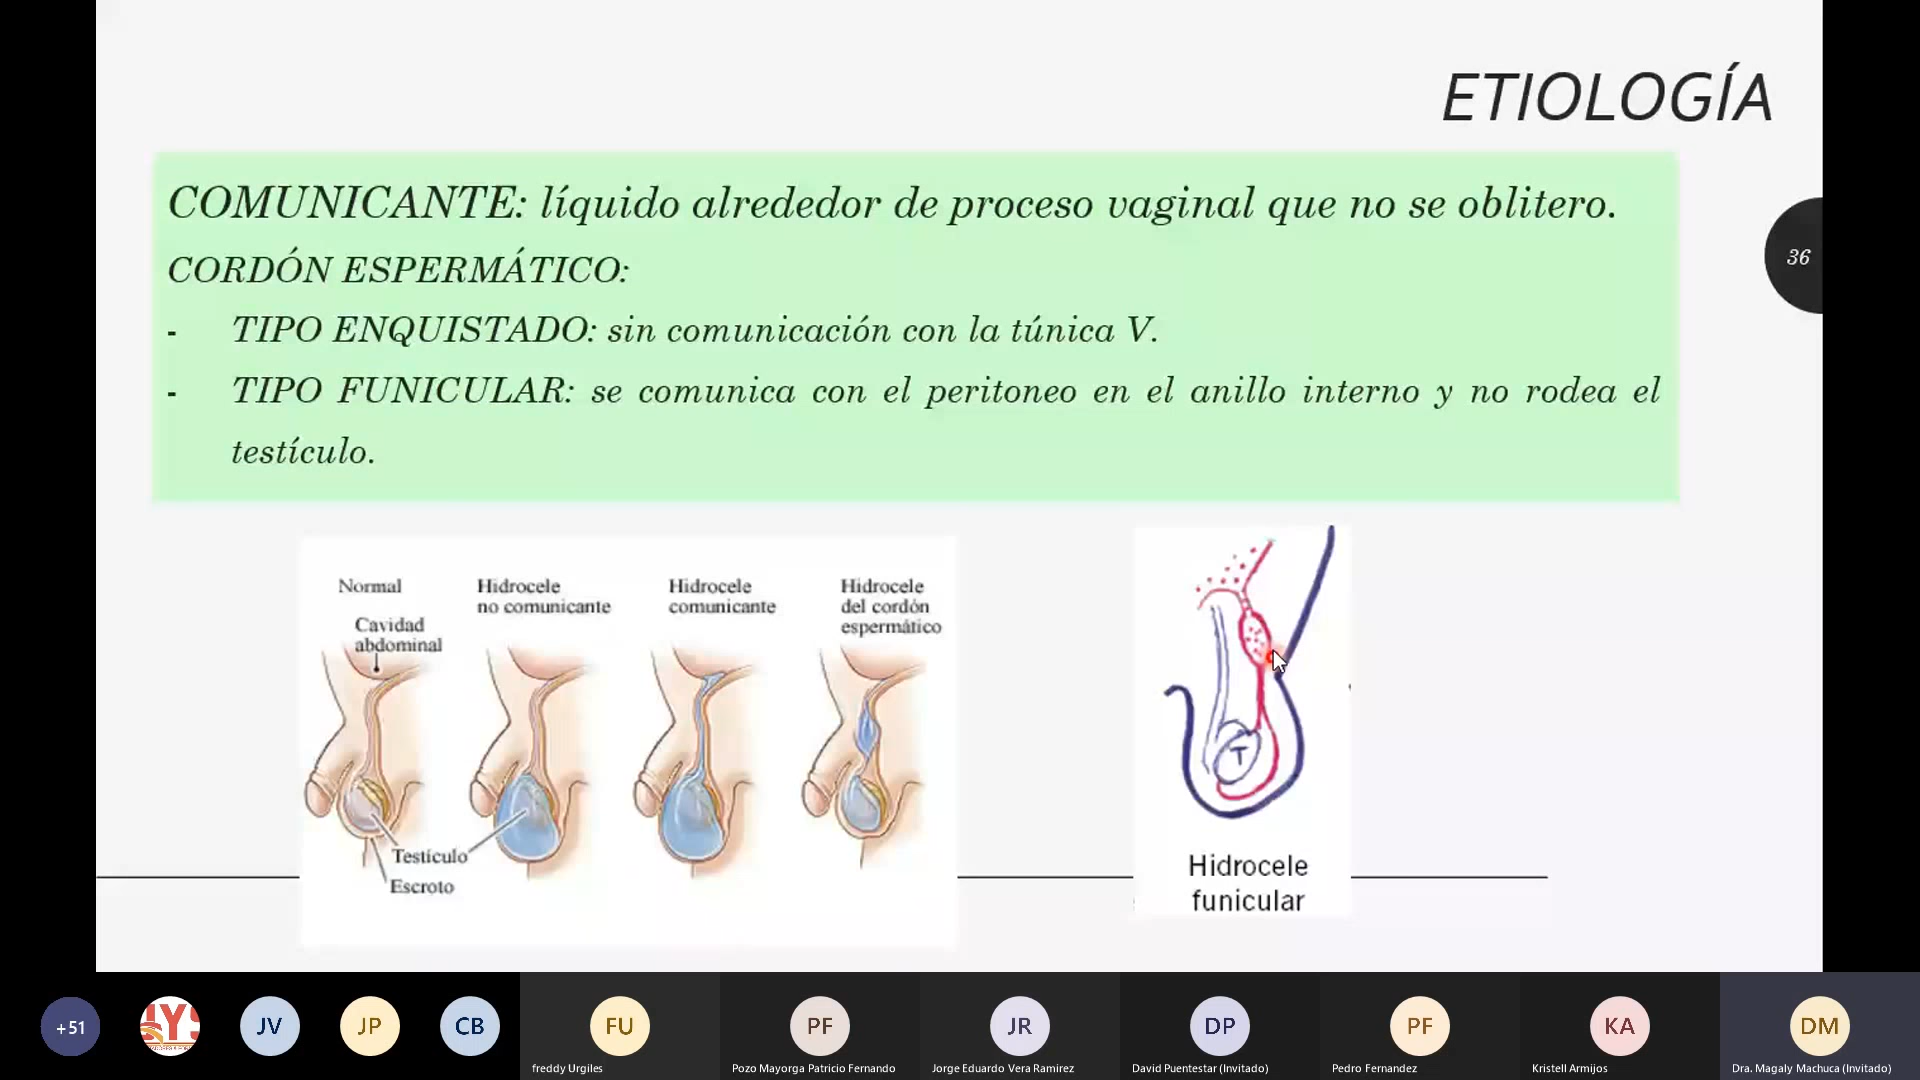 ETIOLOGÍA
COMUNICANTE: líquido alrededor de proceso vaginal que no se oblitero.
CORDÓN ESPERMÁTICO:
- TIPO ENQUISTADO: sin comunicación con la túnica V.
- TIPO FUNICULAR: se comunica con el peritoneo en el anillo interno y no rodea el
testículo.
36
Normal
Cavidad
abdominal
Hidrocele
no comunicante
Hidrocele
comunicante
Hidrocele
del cordón
espermático
Testículo
Escroto
T
Hidrocele
funicular
+51
JV
JP
CB
FU
freddy Urgiles
PF
Pozo Mayorga Patricio Fernando
JR
Jorge Eduardo Vera Ramirez
DP
David Puentestar (Invitado)
PF
Pedro Fernandez
KA
Kristell Armijos
DM
Dra. Magaly Machuca (Invitado)